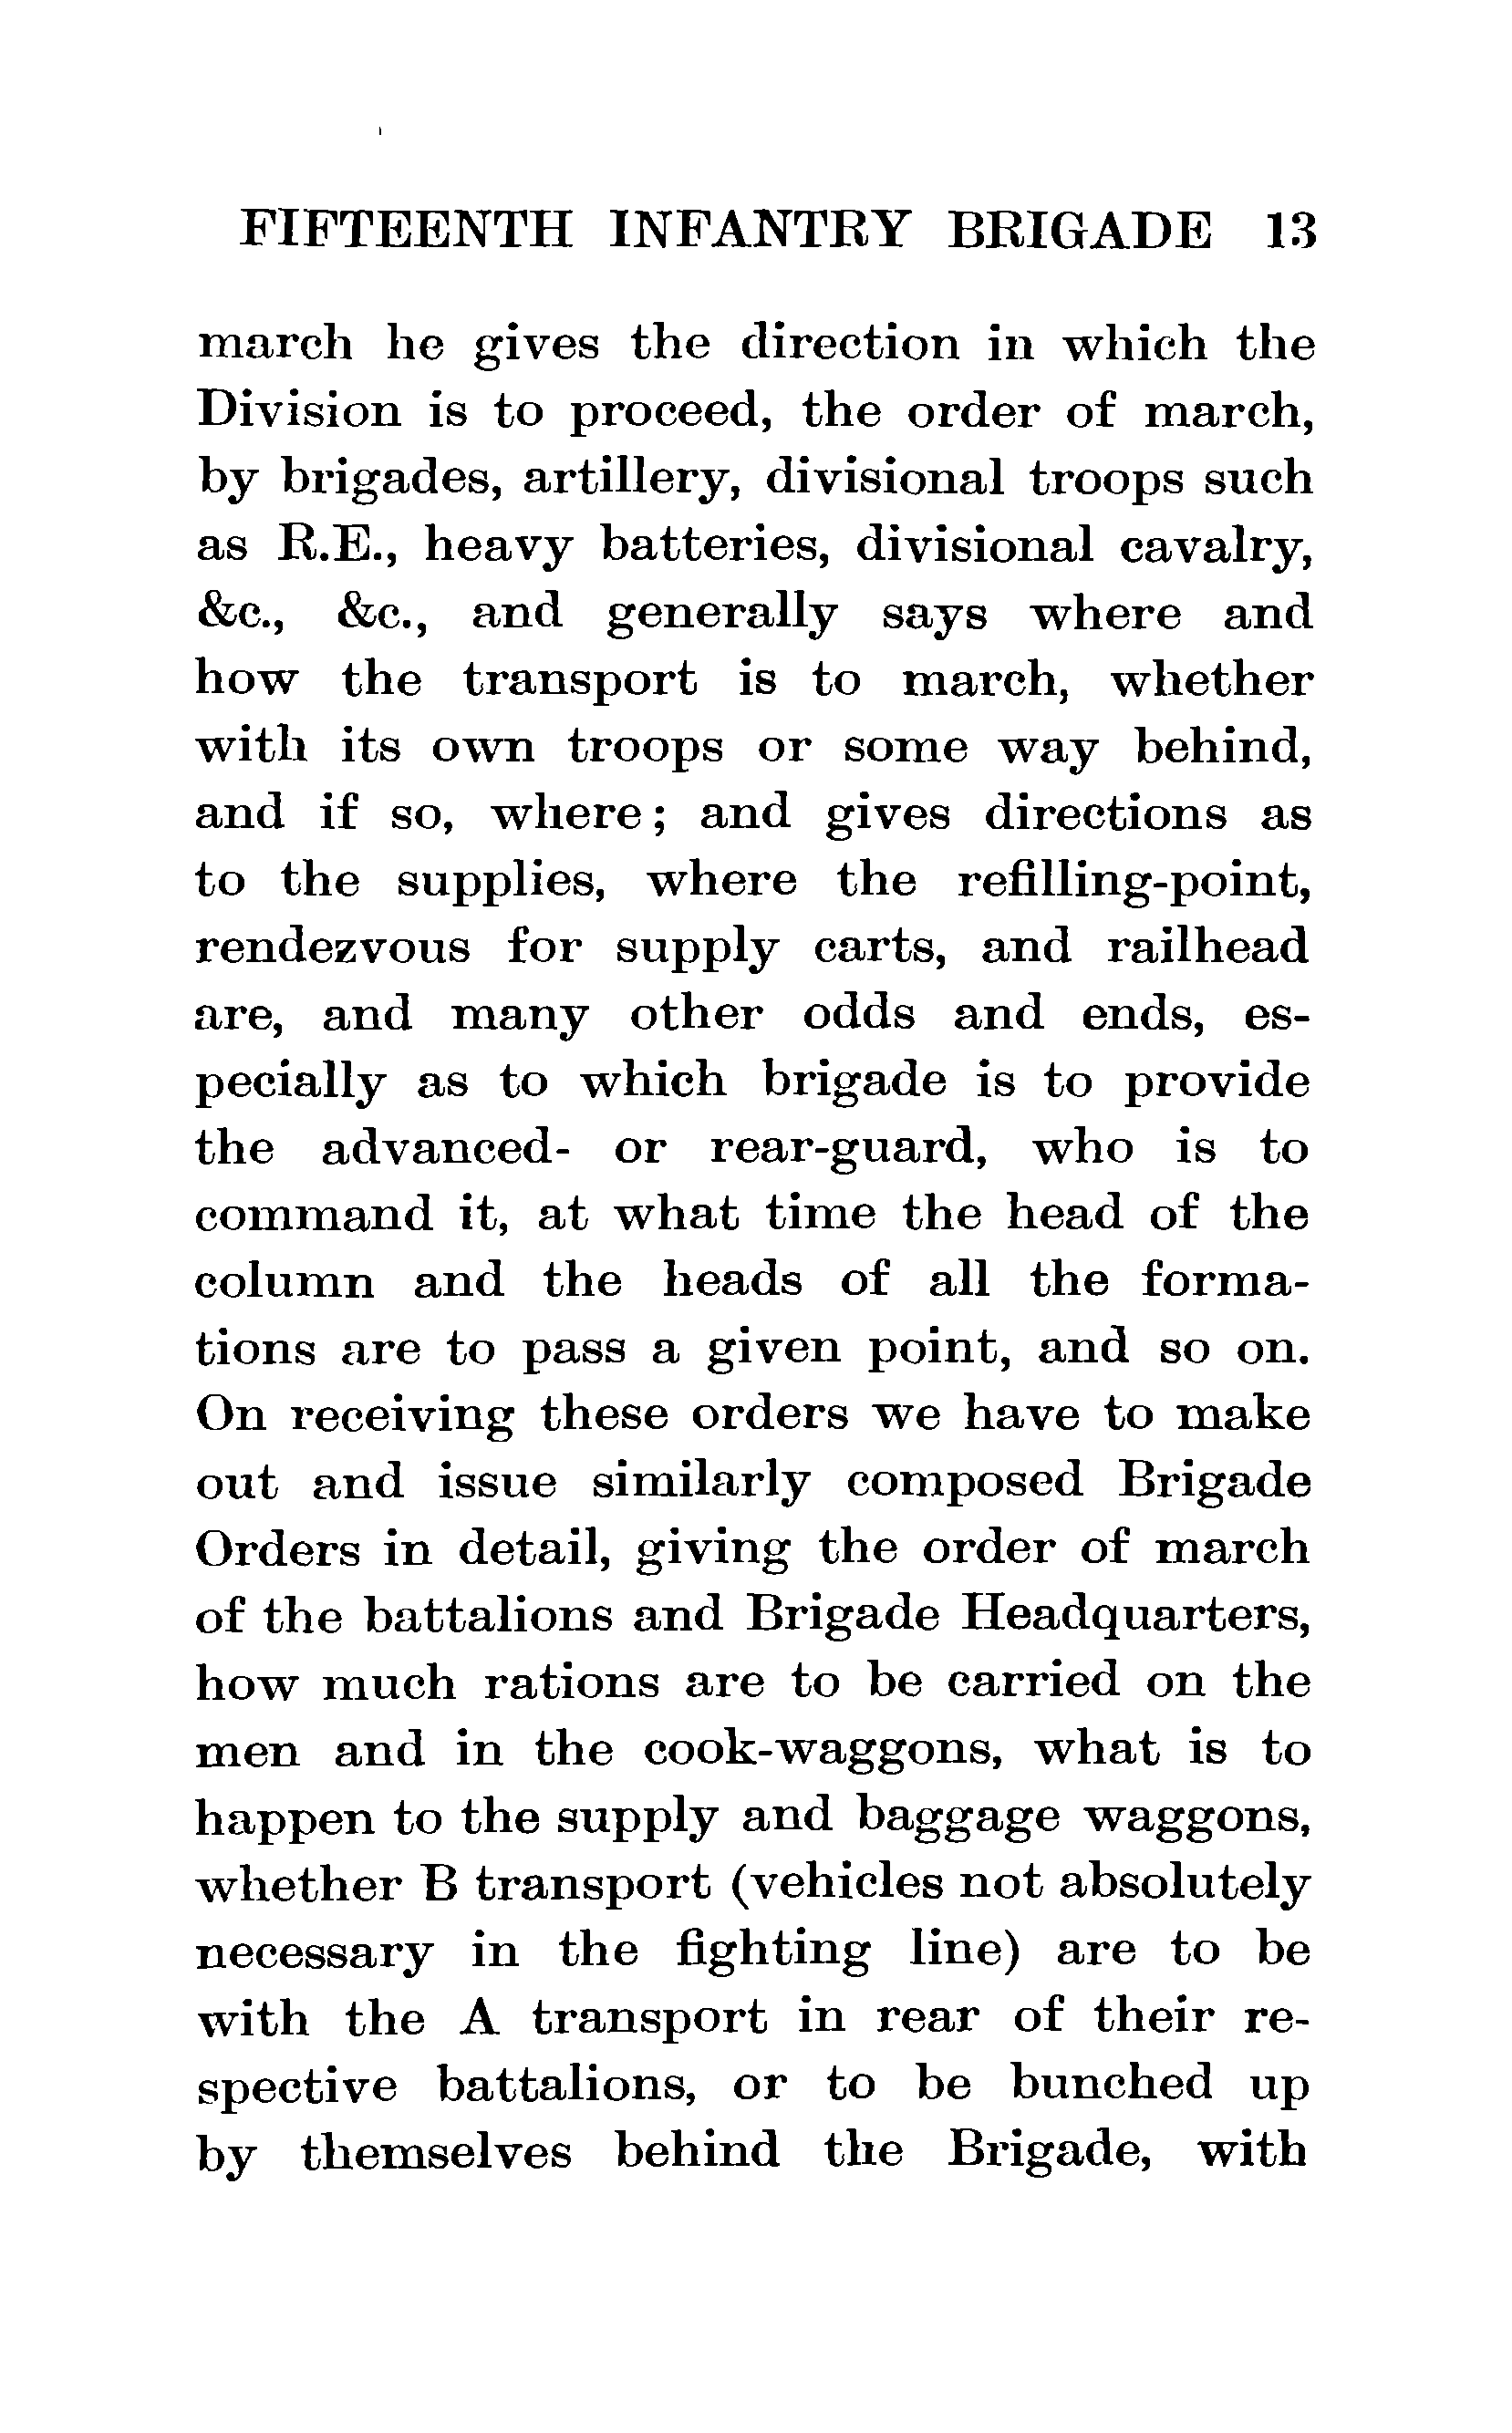 FIFTEENTH INFANTRY BRIGADE 13
march he gives the direction in which the
Division is to proceed, the order of march,
by brigades, artillery, divisional troops such
as R.E., heavy batteries, divisional cavalry,
&c., &c., and generally says where and
how the transport is to march, whether
with its own troops or some way behind,
and if so, where; and gives directions as
to the supplies, where the refilling-point,
rendezvous for supply carts, and railhead
are, and many other odds and ends, es-
pecially as to which brigade is to provide
the advanced- or rear-guard, who is to
command it, at what time the head of the
column and the heads of all the forma-
tions are to pass a given point, and so on.
On receiving these orders we have to make
out and issue similarly composed Brigade
Orders in detail, giving the order of march
of the battalions and Brigade Headquarters,
how much rations are to be carried on the
men and in the cook-waggons, what is to
happen to the supply and baggage waggons,
whether B transport (vehicles not absolutely
necessary in the fighting line) are to be
with the A transport in rear of their re-
spective battalions, or to be bunched up
by themselves behind the Brigade, with